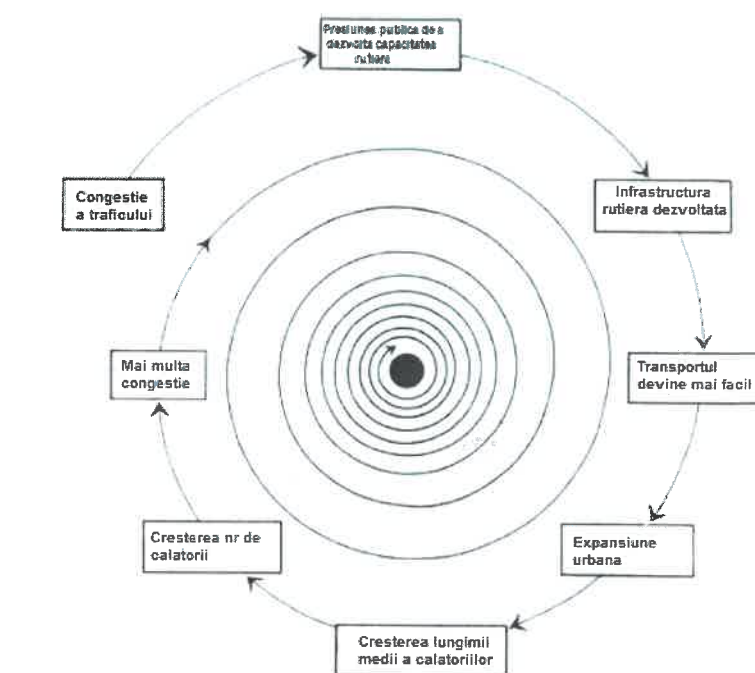 Presiunea publica de a
dezvolta capacitatea
rutiera
Congestie
a traficului
Infrastructura
rutiera dezvoltata
Mai multa
congestie
Transportul
devine mai facil
Cresterea nr de
calatorii
Expansiune
urbana
Cresterea lungimii
medii a calatoriilor